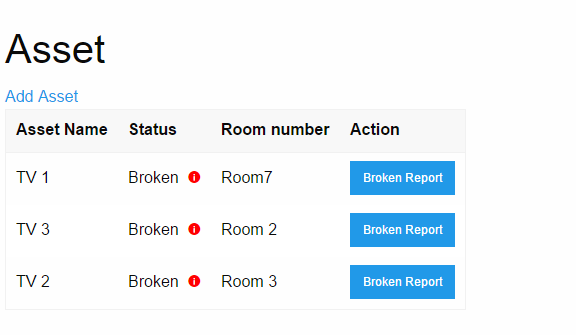 Asset
Add Asset
Asset Name Status Room number Action
TV 1 Broken Room7 Broken Report
TV 3 Broken Room 2 Broken Report
TV 2 Broken Room 3 Broken Report